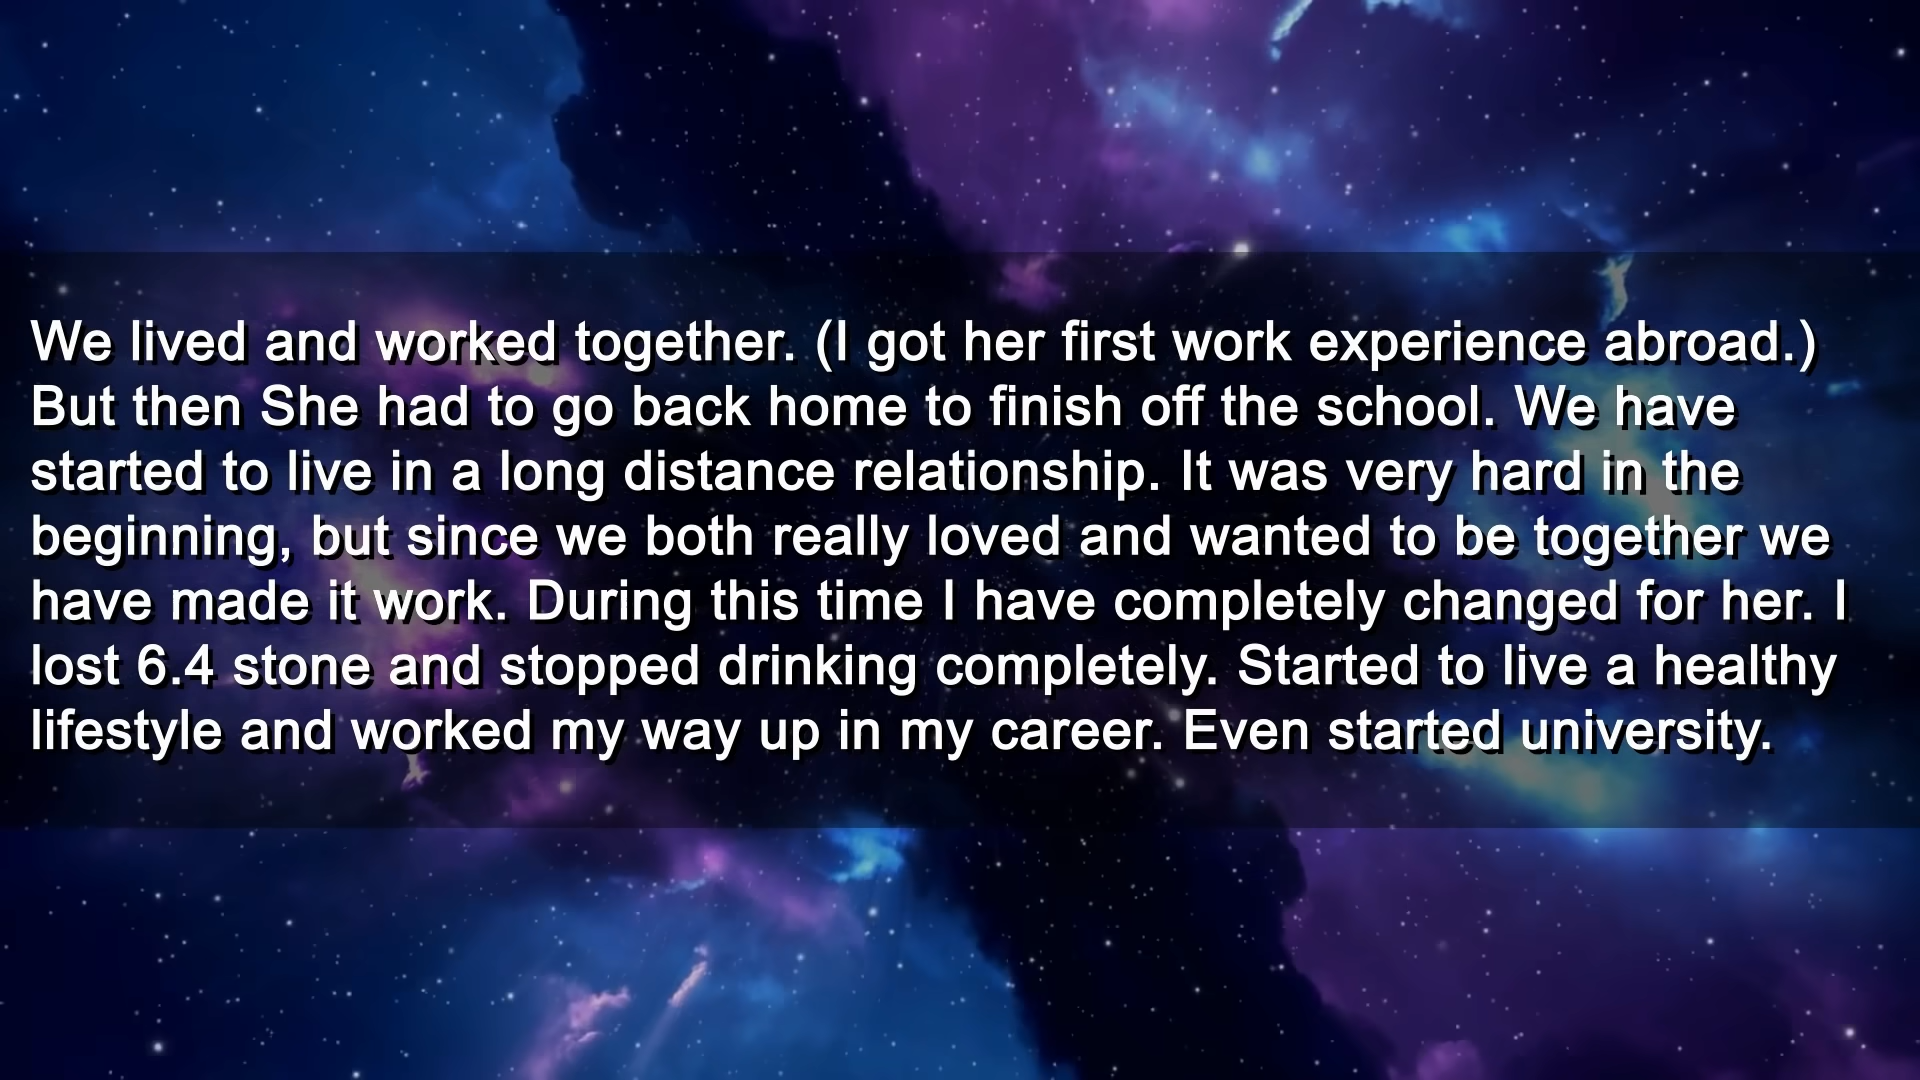 We lived and worked together. (I got her first work experience abroad.)
But then She had to go back home to finish off the school. We have
started to live in a long distance relationship. It was very hard in the
beginning, but since we both really loved and wanted to be together we
have made it work. During this time I have completely changed for her. I
lost 6.4 stone and stopped drinking completely. Started to live a healthy
lifestyle and worked my way up in my career. Even started university.